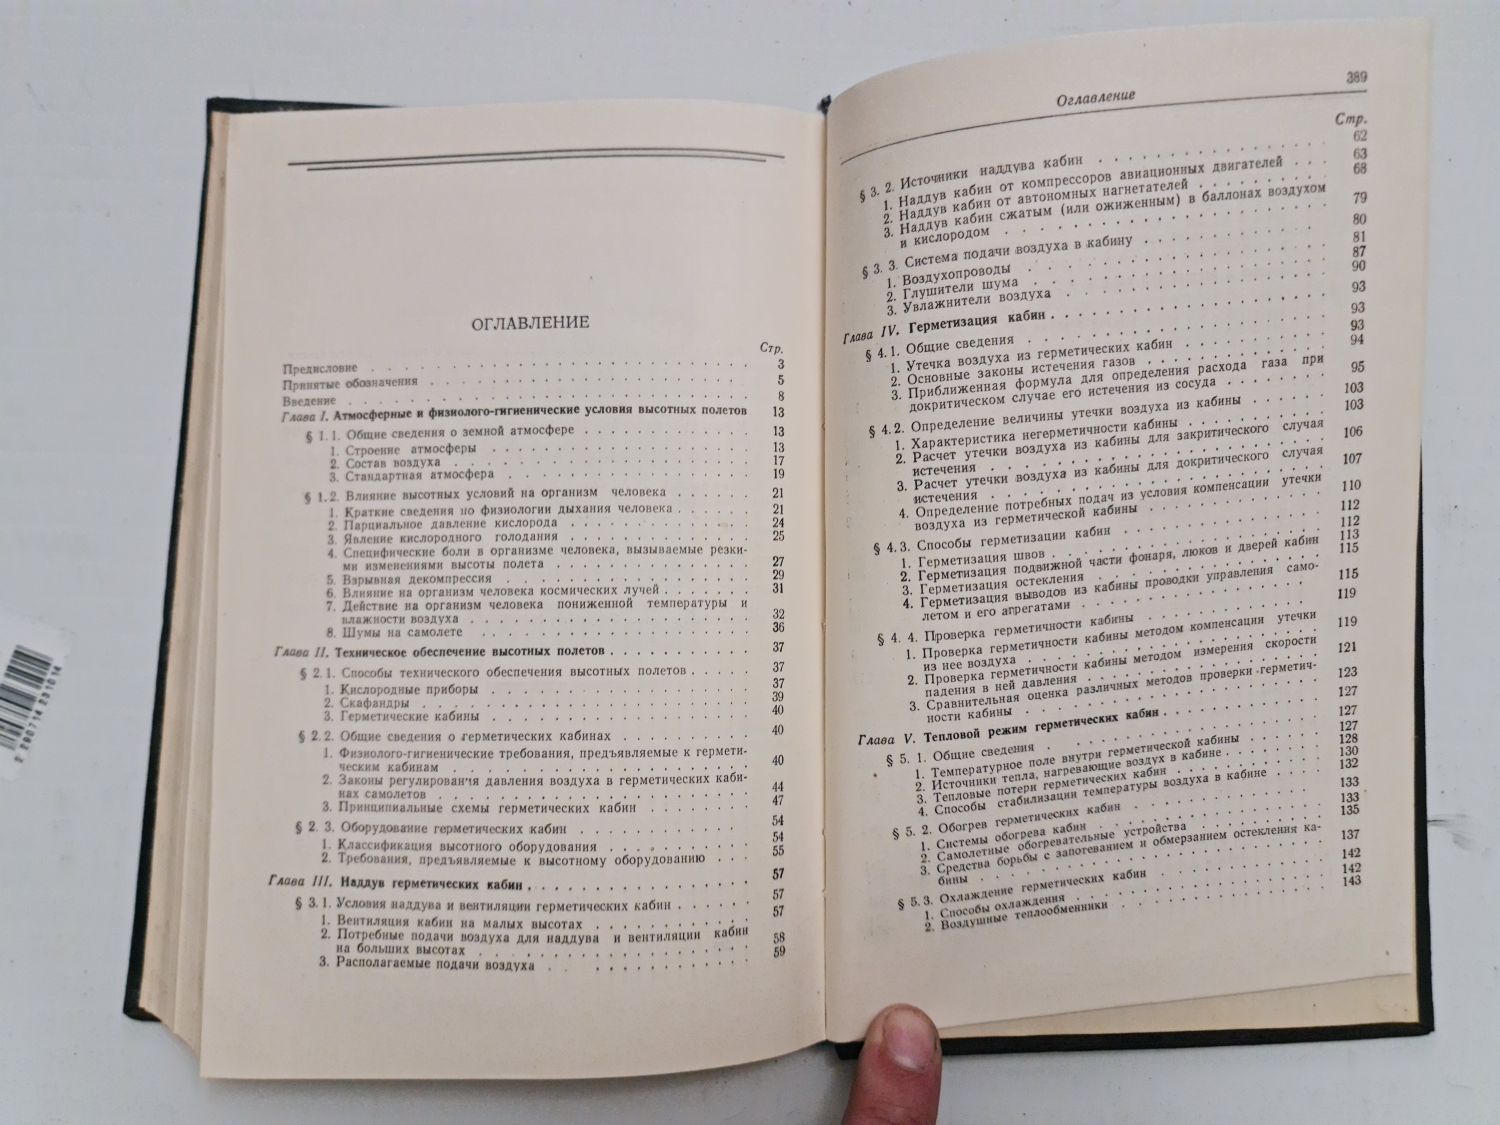 ОГЛАВЛЕНИЕ
Стр.
Предисловие 3
Принятые обозначения 5
Введение 8
Глава I. Атмосферные и физиолого-гигиенические условия высотных полетов 13
§ 1.1. Общие сведения о земной атмосфере 13
1. Строение атмосферы 13
2. Состав воздуха 17
3. Стандартная атмосфера 19
§ 1.2. Влияние высотных условий на организм человека 21
1. Краткие сведения по физиологии дыхания человека 21
2. Парциальное давление кислорода 24
3. Явление кислородного голодания 25
4. Специфические боли в организме человека, вызываемые резки-
ми изменениями высоты полета 27
5. Взрывная декомпрессия 29
6. Влияние на организм человека космических лучей 31
7. Действие на организм человека пониженной температуры и
влажности воздуха 32
8. Шумы на самолете 36
Глава II. Техническое обеспечение высотных полетов 37
§ 2.1. Способы технического обеспечения высотных полетов 37
1. Кислородные приборы 37
2. Скафандры 39
3. Герметические кабины 40
§ 2.2. Общие сведения о герметических кабинах 40
1. Физиолого-гигиенические требования, предъявляемые к гермети-
ческим кабинам 40
2. Законы регулирования давления воздуха в герметических каби-
нах самолетов 44
3. Принципиальные схемы герметических кабин 47
§ 2. 3. Оборудование герметических кабин 54
1. Классификация высотного оборудования 54
2. Требования, предъявляемые к высотному оборудованию 55
Глава III. Наддув герметических кабин 57
§ 3.1. Условия наддува и вентиляции герметических кабин 57
1. Вентиляция кабин на малых высотах 57
2. Потребные подачи воздуха для наддува и вентиляции кабин
на больших высотах 58
3. Располагаемые подачи воздуха 59
Оглавление 389
Стр.
§ 3. 2. Источники наддува кабин 62
1. Наддув кабин от компрессоров авиационных двигателей 63
2. Наддув кабин от автономных нагнетателей 68
3. Наддув кабин сжатым (или ожиженным) в баллонах воздухом
и кислородом 79
§ 3. 3. Система подачи воздуха в кабину 80
1. Воздухопроводы 81
2. Глушители шума 87
3. Увлажнители воздуха 90
Глава IV. Герметизация кабин 93
§ 4.1. Общие сведения 93
1. Утечка воздуха из герметических кабин 93
2. Основные законы истечения газов 94
3. Приближенная формула для определения расхода газа при
докритическом случае его истечения из сосуда 95
§ 4.2. Определение величины утечки воздуха из кабины 103
1. Характеристика негерметичности кабины 103
2. Расчет утечки воздуха из кабины для закритического случая
истечения 106
3. Расчет утечки воздуха из кабины для докритического случая
истечения 107
4. Определение потребных подач из условия компенсации утечки
воздуха из герметической кабины 110
§ 4.3. Способы герметизации кабин 112
1. Герметизация швов 112
2. Герметизация подвижной части фонаря, люков и дверей кабин 113
3. Герметизация остекления 115
4. Герметизация выводов из кабины проводки управления само-
летом и его агрегатами 115
§ 4. 4. Проверка герметичности кабины 119
1. Проверка герметичности кабины методом компенсации утечки
из нее воздуха 119
2. Проверка герметичности кабины методом измерения скорости
падения в ней давления 121
3. Сравнительная оценка различных методов проверки герметич-
ности кабины 123
Глава V. Тепловой режим герметических кабин 127
§ 5. 1. Общие сведения 127
1. Температурное поле внутри герметической кабины 127
2. Источники тепла, нагревающие воздух в кабине 128
3. Тепловые потери герметических кабин 130
4. Способы стабилизации температуры воздуха в кабине 132
§ 5. 2. Обогрев герметических кабин 133
1. Системы обогрева кабин 133
2. Самолетные обогревательные устройства 135
3. Средства борьбы с запотеванием и обмерзанием остекления ка-
бины 137
§ 5.3. Охлаждение герметических кабин 142
1. Способы охлаждения 142
2. Воздушные теплообменники 143
2 290714 231014